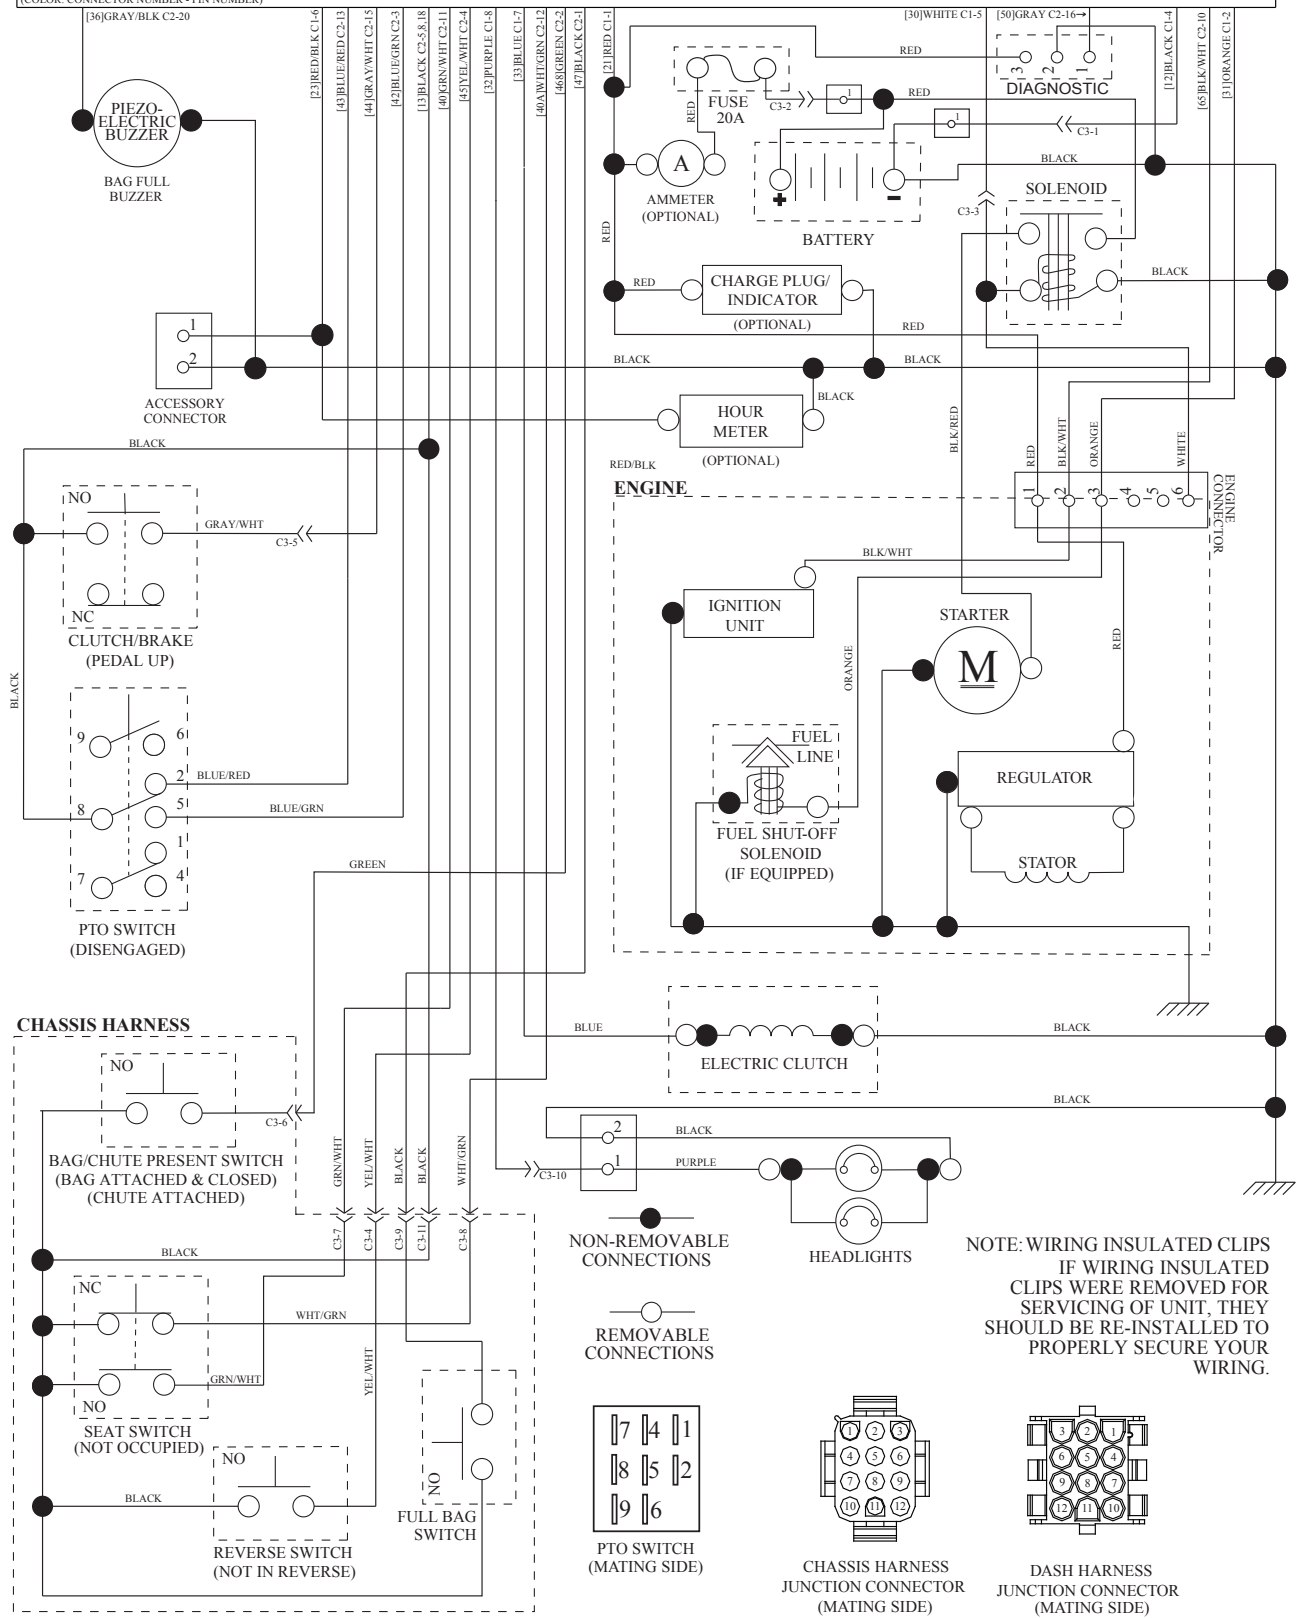 (COLOR: CONNECTOR NUMBER - PIN NUMBER)
[36]GRAY/BLK C2-20
[23]RED/BLK C1-6
[43]BLUE/RED C2-13
[44]GRAY/WHT C2-15
[42]BLUE/GRN C2-3
[13]BLACK C2-5,8,18
[40]GRN/WHT C2-11
[45]YEL/WHT C2-4
[32]PURPLE C1-8
[33]BLUE C1-7
[40A]WHT/GRN C2-12
[468]GREEN C2-2
[47]BLACK C2-1
[21]RED C1-1
[30]WHITE C1-5
[50]GRAY C2-16→
[12]BLACK C1-4
[65]BLK/WHT C2-10
[31]ORANGE C1-2
PIEZO-
ELECTRIC
BUZZER
BAG FULL
BUZZER
RED
3
2
1
DIAGNOSTIC
FUSE
20A
RED
C3-2
1
RED
1
C3-1
BLACK
A
AMMETER
(OPTIONAL)
+
–
BATTERY
SOLENOID
C3-3
RED
BLACK
RED
CHARGE PLUG/
INDICATOR
(OPTIONAL)
RED
1
2
ACCESSORY
CONNECTOR
BLACK
BLACK
BLACK
HOUR
METER
(OPTIONAL)
BLACK
RED/BLK
BLK/RED
RED
BLK/WHT
ORANGE
WHITE
ENGINE
1
2
3
4
5
6
ENGINE
CONNECTOR
NO
GRAY/WHT
C3-5
NC
CLUTCH/BRAKE
(PEDAL UP)
BLACK
BLK/WHT
IGNITION
UNIT
STARTER
M
RED
ORANGE
9
6
2
BLUE/RED
8
5
BLUE/GRN
1
7
4
PTO SWITCH
(DISENGAGED)
FUEL
LINE
FUEL SHUT-OFF
SOLENOID
(IF EQUIPPED)
REGULATOR
STATOR
GREEN
CHASSIS HARNESS
BLUE
BLACK
ELECTRIC CLUTCH
NO
C3-6
BAG/CHUTE PRESENT SWITCH
(BAG ATTACHED & CLOSED)
(CHUTE ATTACHED)
GRN/WHT
YEL/WHT
BLACK
BLACK
WHT/GRN
C3-7
C3-4
C3-9
C3-11
C3-8
BLACK
2
BLACK
1
PURPLE
C3-10
HEADLIGHTS
NON-REMOVABLE
CONNECTIONS
REMOVABLE
CONNECTIONS
NOTE: WIRING INSULATED CLIPS
IF WIRING INSULATED
CLIPS WERE REMOVED FOR
SERVICING OF UNIT, THEY
SHOULD BE RE-INSTALLED TO
PROPERLY SECURE YOUR
WIRING.
BLACK
NC
WHT/GRN
GRN/WHT
NO
SEAT SWITCH
(NOT OCCUPIED)
YEL/WHT
NO
BLACK
REVERSE SWITCH
(NOT IN REVERSE)
NO
FULL BAG
SWITCH
7 4 1
8 5 2
9 6
PTO SWITCH
(MATING SIDE)
1 2 3
4 5 6
7 8 9
10 11 12
CHASSIS HARNESS
JUNCTION CONNECTOR
(MATING SIDE)
3 2 1
6 5 4
9 8 7
12 11 10
DASH HARNESS
JUNCTION CONNECTOR
(MATING SIDE)